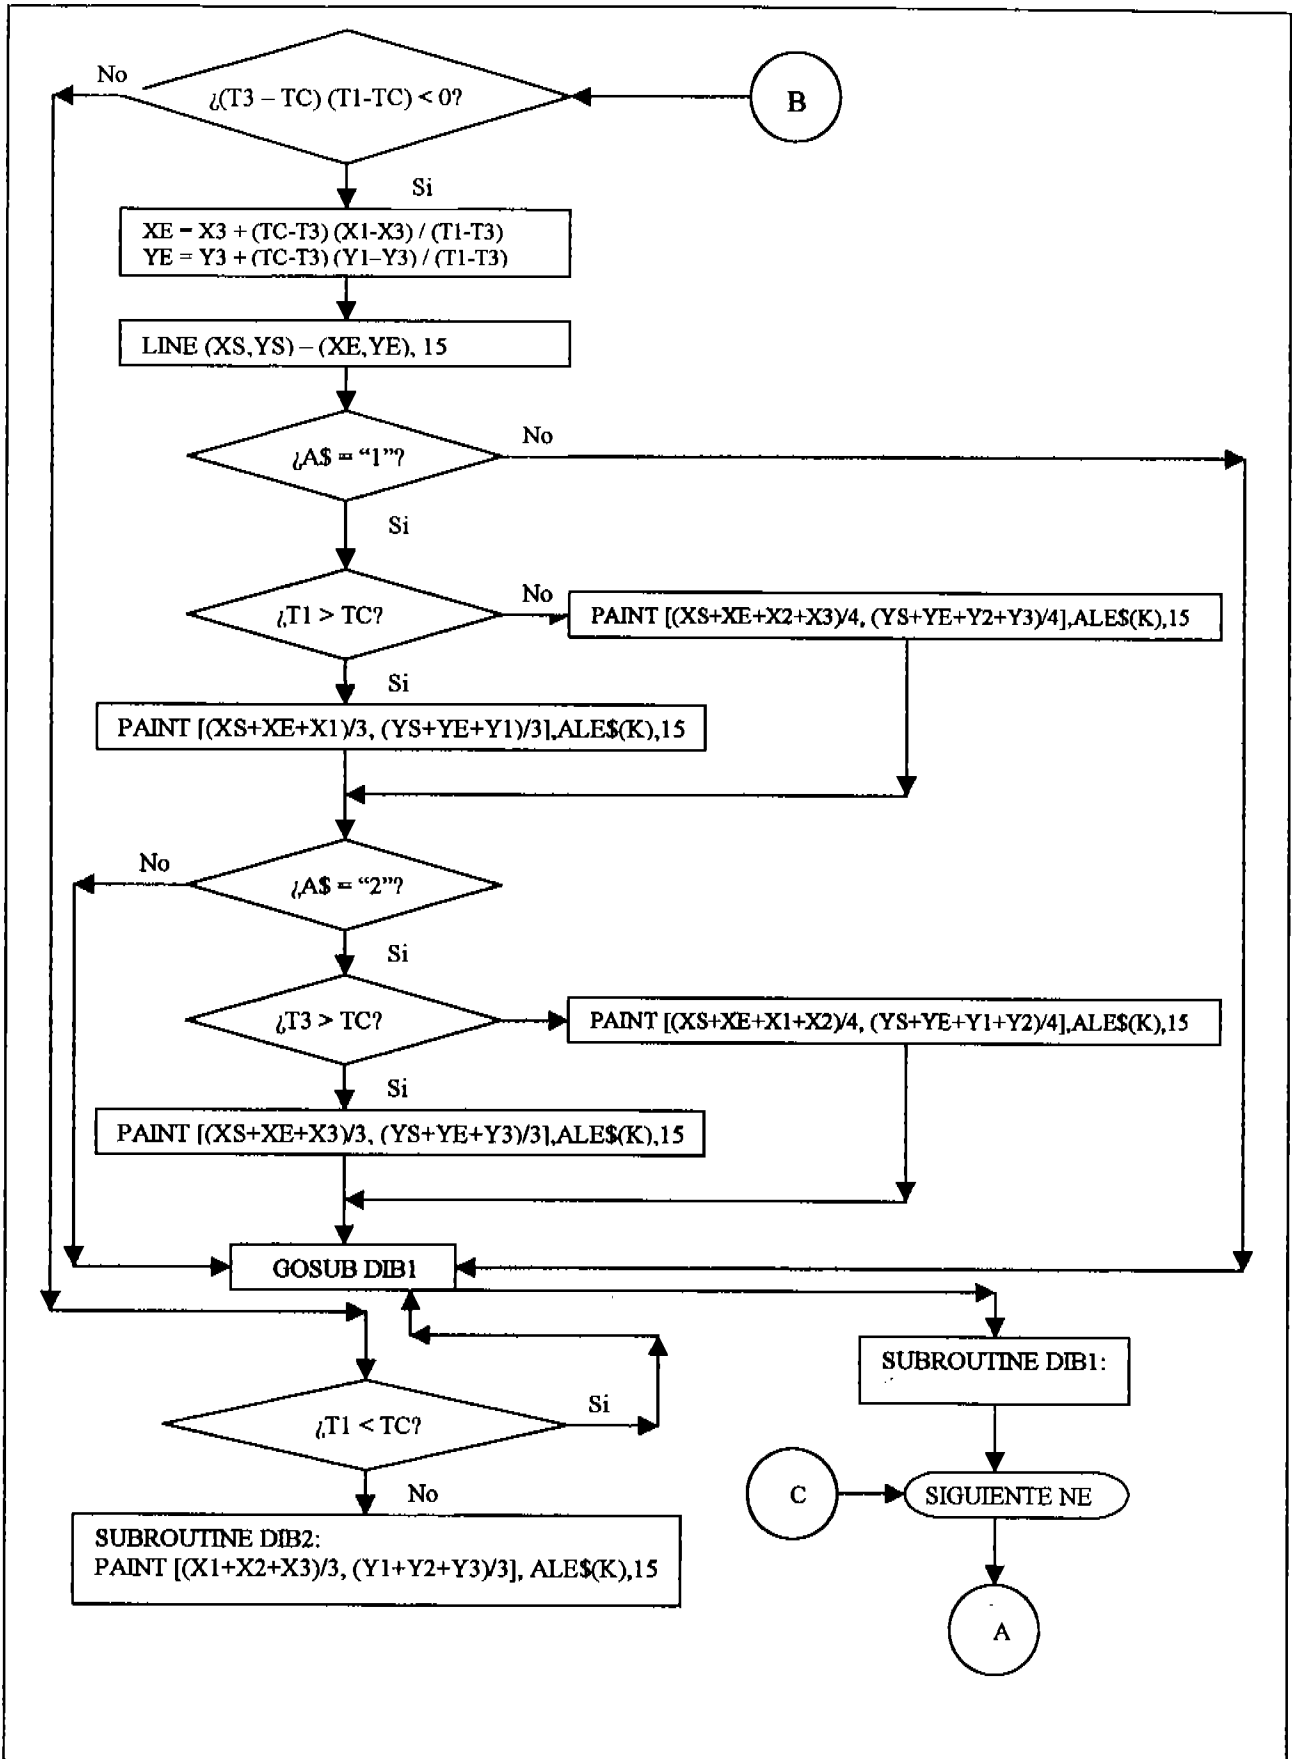 No
¿(T3 – TC) (T1-TC) < 0?
B
Si
XE = X3 + (TC-T3) (X1-X3) / (T1-T3)
YE = Y3 + (TC-T3) (Y1–Y3) / (T1-T3)
LINE (XS,YS) – (XE,YE), 15
No
¿A$ = “1”?
Si
¿T1 > TC?
No
PAINT [(XS+XE+X2+X3)/4, (YS+YE+Y2+Y3)/4],ALE$(K),15
Si
PAINT [(XS+XE+X1)/3, (YS+YE+Y1)/3],ALE$(K),15
No
¿A$ = “2”?
Si
¿T3 > TC?
PAINT [(XS+XE+X1+X2)/4, (YS+YE+Y1+Y2)/4],ALE$(K),15
Si
PAINT [(XS+XE+X3)/3, (YS+YE+Y3)/3],ALE$(K),15
GOSUB DIB1
SUBROUTINE DIB1:
¿T1 < TC?
Si
C
SIGUIENTE NE
No
SUBROUTINE DIB2:
PAINT [(X1+X2+X3)/3, (Y1+Y2+Y3)/3], ALE$(K),15
A